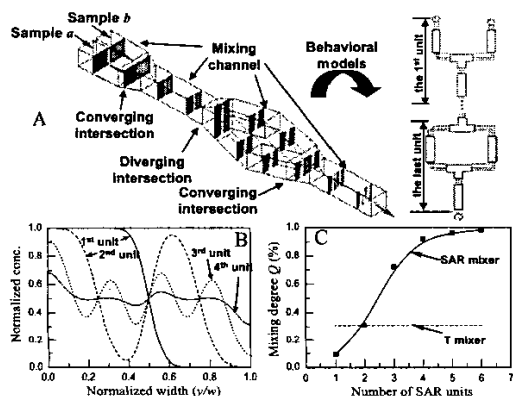 Sample b
Sample a
Mixing
channel
Behavioral
models
the 1st unit
Converging
intersection
A
Diverging
intersection
Converging
intersection
the last unit
B
1st unit
2nd unit
3rd unit
4th unit
Normalized conc.
1.0
0.8
0.6
0.4
0.2
0.0
0.0 0.2 0.4 0.6 0.8 1.0
Normalized width (y/w)
C
SAR mixer
T mixer
Mixing degree Q (%)
1.0
0.8
0.6
0.4
0.2
0.0
0 1 2 3 4 5 6 7
Number of SAR units